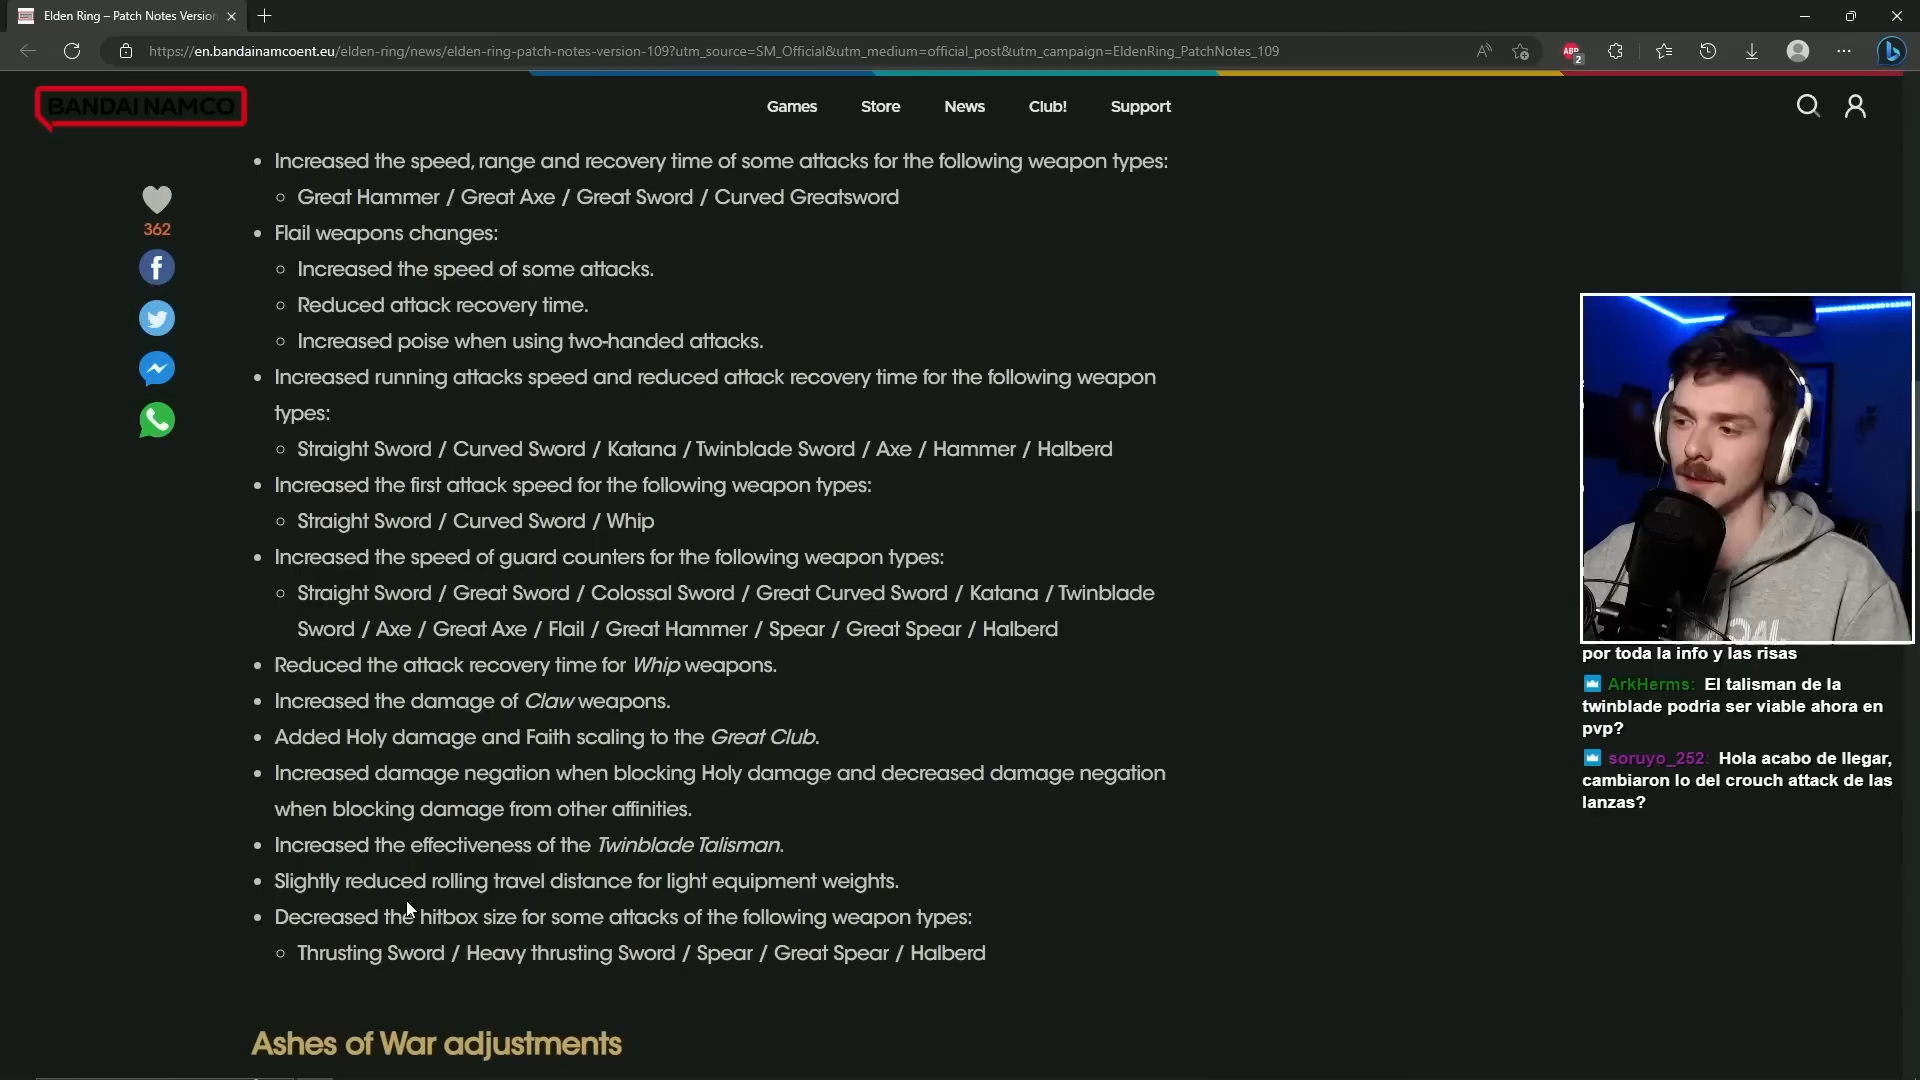 Elden Ring – Patch Notes Version
https://en.bandainamcoent.eu/elden-ring/news/elden-ring-patch-notes-version-109?utm_source=SM_Official&utm_medium=official_post&utm_campaign=EldenRing_PatchNotes_109
ABP
2
BANDAI NAMCO
Games Store News Club! Support
• Increased the speed, range and recovery time of some attacks for the following weapon types:
Great Hammer / Great Axe / Great Sword / Curved Greatsword
362
• Flail weapons changes:
Increased the speed of some attacks.
Reduced attack recovery time.
Increased poise when using two-handed attacks.
• Increased running attacks speed and reduced attack recovery time for the following weapon
types:
Straight Sword / Curved Sword / Katana / Twinblade Sword / Axe / Hammer / Halberd
• Increased the first attack speed for the following weapon types:
Straight Sword / Curved Sword / Whip
• Increased the speed of guard counters for the following weapon types:
Straight Sword / Great Sword / Colossal Sword / Great Curved Sword / Katana / Twinblade
Sword / Axe / Great Axe / Flail / Great Hammer / Spear / Great Spear / Halberd
• Reduced the attack recovery time for Whip weapons.
• Increased the damage of Claw weapons.
• Added Holy damage and Faith scaling to the Great Club.
• Increased damage negation when blocking Holy damage and decreased damage negation
when blocking damage from other affinities.
• Increased the effectiveness of the Twinblade Talisman.
• Slightly reduced rolling travel distance for light equipment weights.
• Decreased the hitbox size for some attacks of the following weapon types:
Thrusting Sword / Heavy thrusting Sword / Spear / Great Spear / Halberd
Ashes of War adjustments
por toda la info y las risas
ArkHerms: El talisman de la
twinblade podria ser viable ahora en
pvp?
soruyo_252: Hola acabo de llegar,
cambiaron lo del crouch attack de las
lanzas?